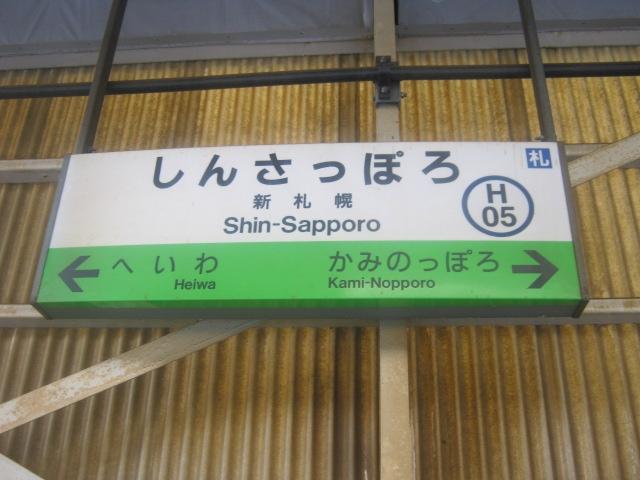 しんさっぽろ
札
新札幌
H
05
Shin-Sapporo
へいわ
Heiwa
かみのっぽろ
Kami-Nopporo